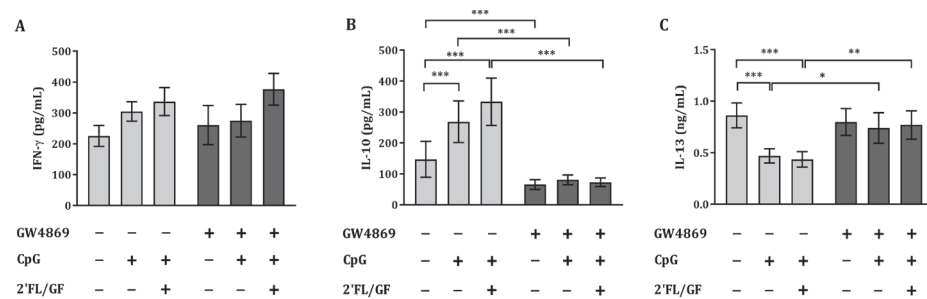 A
B
C
IFN-γ (pg/mL)
500
400
300
200
100
0
GW4869 – – – + + +
CpG – + + – + +
2'FL/GF – – + – – +
IL-10 (pg/mL)
500
400
300
200
100
0
*** 
***
*** ***
***
GW4869 – – – + + +
CpG – + + – + +
2'FL/GF – – + – – +
IL-13 (ng/mL)
1.5
1.0
0.5
0.0
*** **
*** *
GW4869 – – – + + +
CpG – + + – + +
2'FL/GF – – + – – +